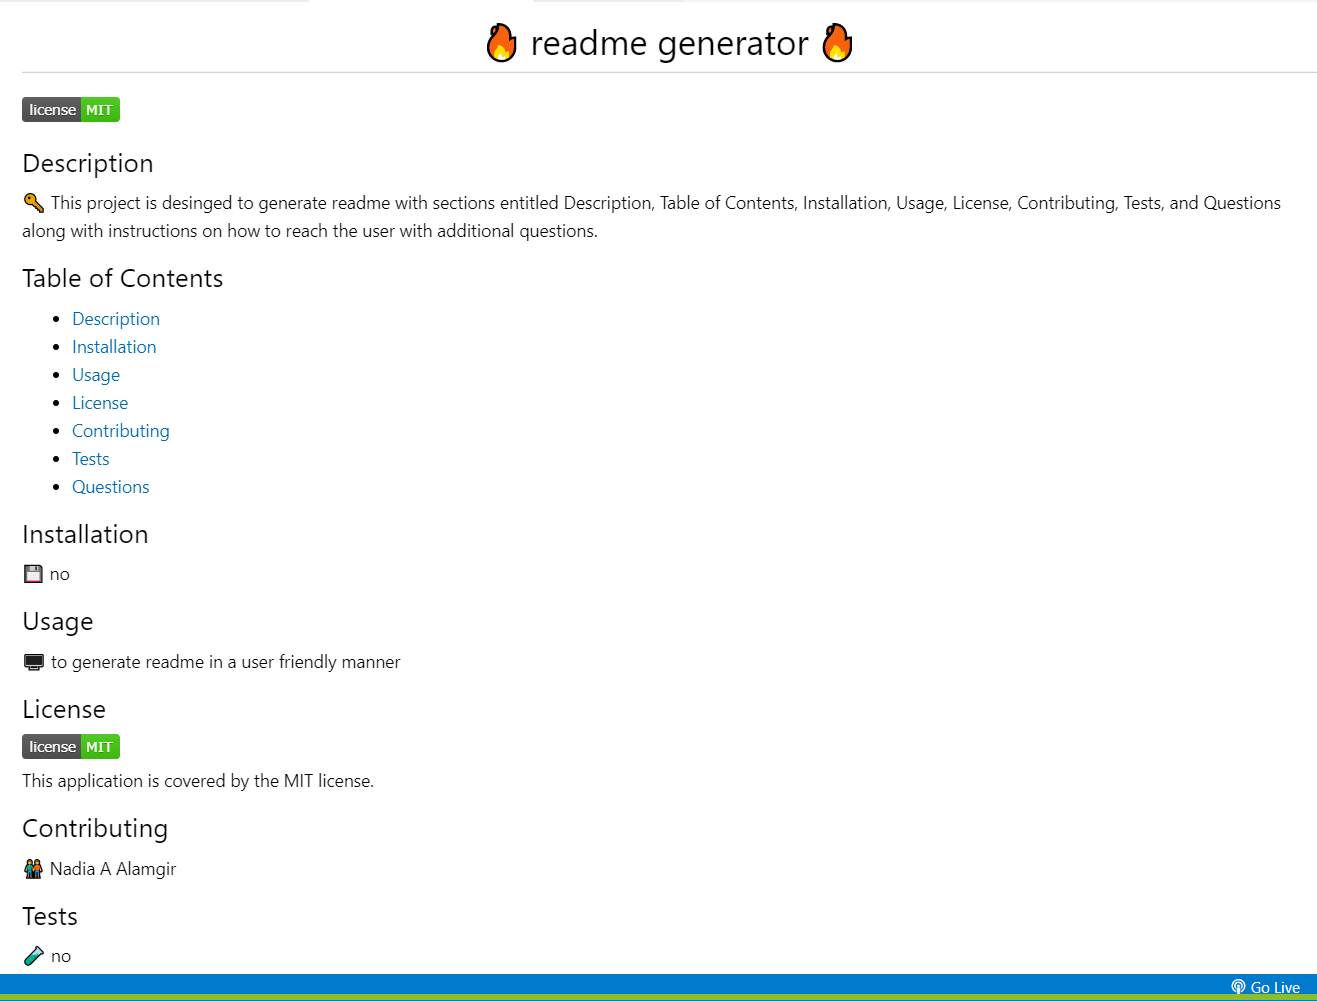 🔥 readme generator 🔥
license MIT
Description
🔑 This project is desinged to generate readme with sections entitled Description, Table of Contents, Installation, Usage, License, Contributing, Tests, and Questions
along with instructions on how to reach the user with additional questions.
Table of Contents
• Description
• Installation
• Usage
• License
• Contributing
• Tests
• Questions
Installation
💾 no
Usage
🖥️ to generate readme in a user friendly manner
License
license MIT
This application is covered by the MIT license.
Contributing
👭 Nadia A Alamgir
Tests
🧪 no
Go Live